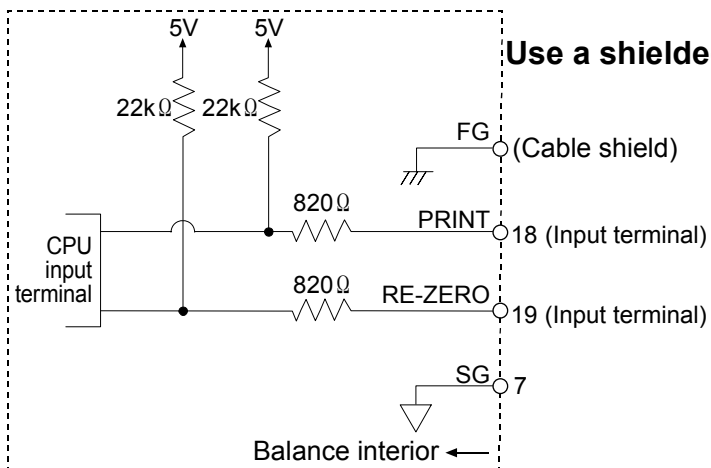 5V 5V
Use a shielde
22kΩ 22kΩ
FG
(Cable shield)
820Ω
PRINT
18 (Input terminal)
CPU
input
terminal
820Ω
RE-ZERO
19 (Input terminal)
SG
7
Balance interior